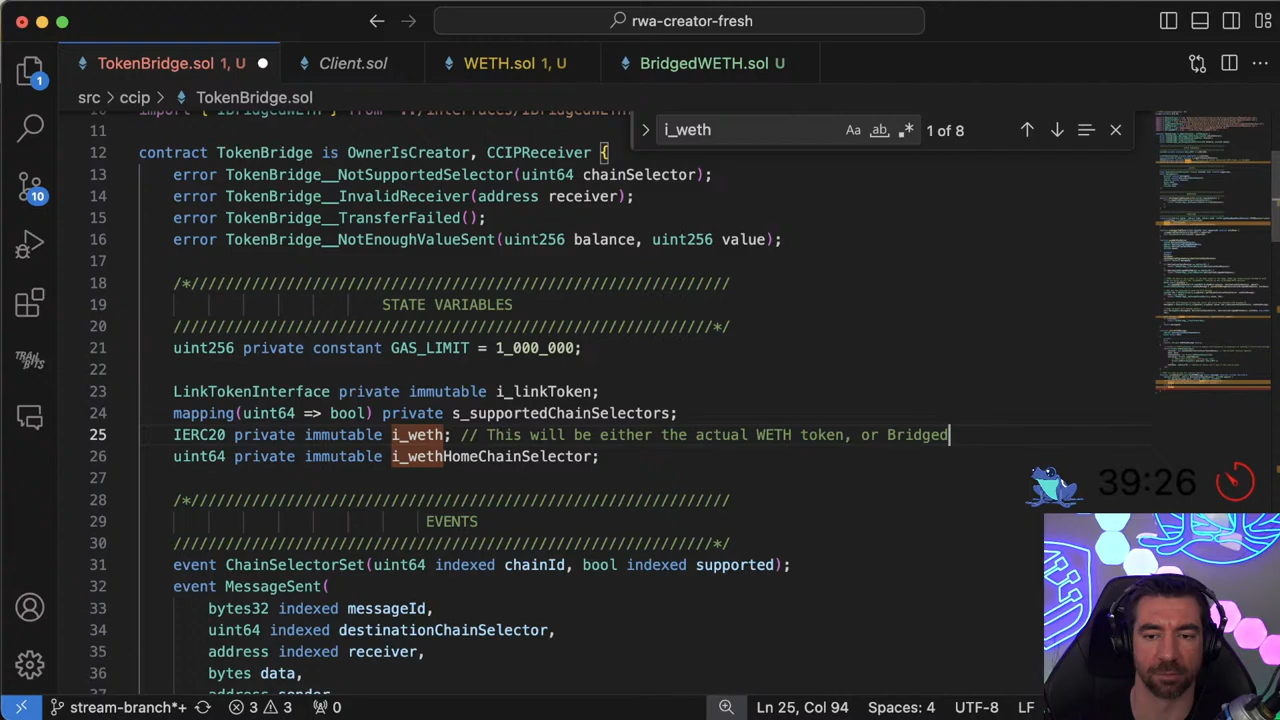 rwa-creator-fresh
TokenBridge.sol 1, U
Client.sol
WETH.sol 1, U
BridgedWETH.sol U
src > ccip > TokenBridge.sol
i_weth
Aa
ab
1 of 8
11
12 contract TokenBridge is OwnerIsCreator,
13 error TokenBridge__NotSupportedSelector(uint64 chainSelector);
14 error TokenBridge__InvalidReceiver(address receiver);
15 error TokenBridge__TransferFailed();
16 error TokenBridge__NotEnoughValueSent(uint256 balance, uint256 value);
17
18 /*////////////////////////////////////////////////////////////////
19 STATE VARIABLES
20 ////////////////////////////////////////////////////////////////*/
21 uint256 private constant GAS_LIMIT = 1_000_000;
22
23 LinkTokenInterface private immutable i_linkToken;
24 mapping(uint64 => bool) private s_supportedChainSelectors;
25 IERC20 private immutable i_weth; // This will be either the actual WETH token, or Bridged
26 uint64 private immutable i_wethHomeChainSelector;
27
28 /*////////////////////////////////////////////////////////////////
29 EVENTS
30 ////////////////////////////////////////////////////////////////*/
31 event ChainSelectorSet(uint64 indexed chainId, bool indexed supported);
32 event MessageSent(
33 bytes32 indexed messageId,
34 uint64 indexed destinationChainSelector,
35 address indexed receiver,
36 bytes data,
37 address sender
39:26
1
10
stream-branch*+
3 3
0
Ln 25, Col 94
Spaces: 4
UTF-8
LF